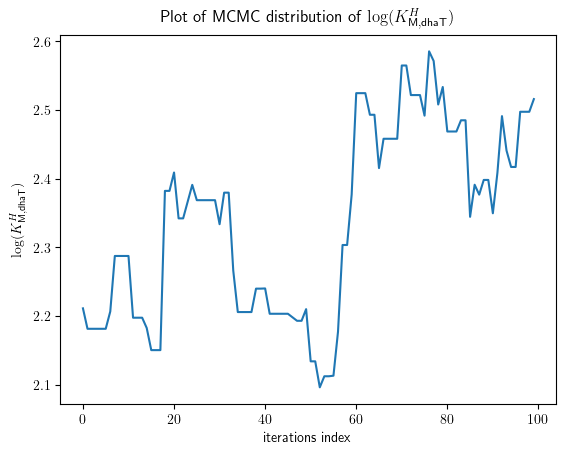 Plot of MCMC distribution of log(K^H_{M,dhaT})
2.6
2.5
2.4
2.3
2.2
2.1
log(K^H_{M,dhaT})
0 20 40 60 80 100
iterations index